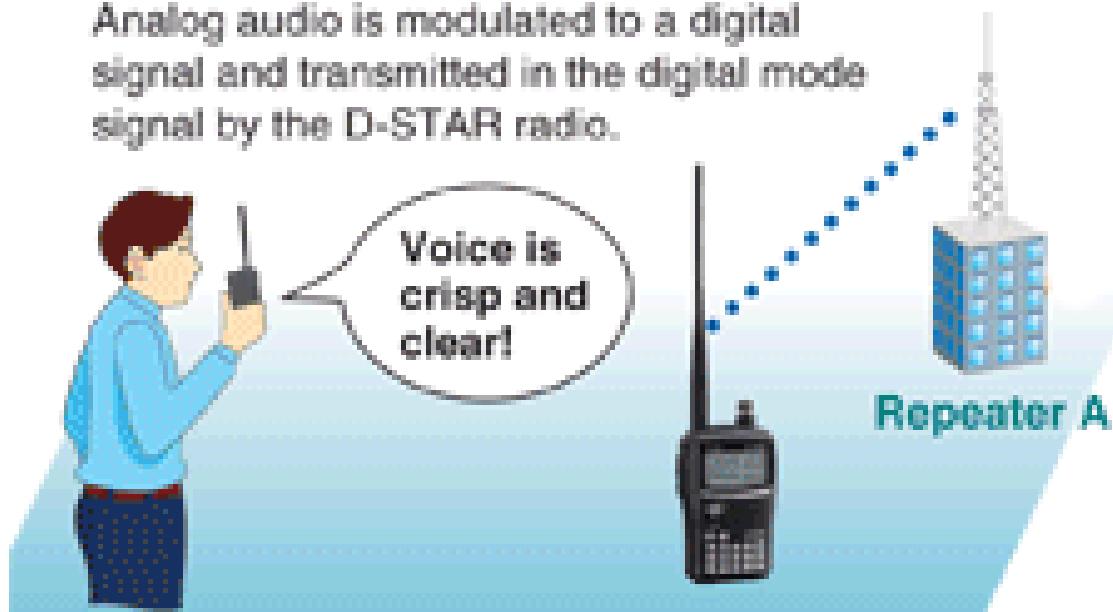 Analog audio is modulated to a digital
signal and transmitted in the digital mode
signal by the D-STAR radio.
Voice is
crisp and
clear!
Repeater A